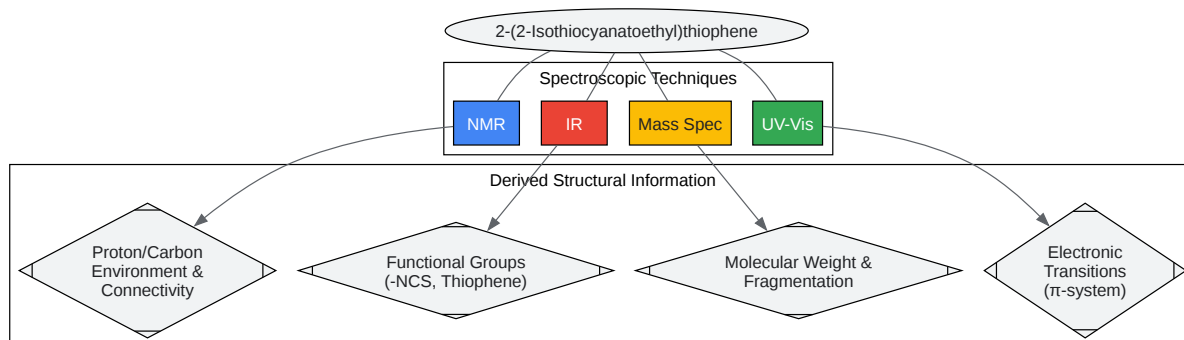 2-(2-Isothiocyanatoethyl)thiophene
Spectroscopic Techniques
NMR
IR
Mass Spec
UV-Vis
Derived Structural Information
Proton/Carbon
Environment &
Connectivity
Functional Groups
(-NCS, Thiophene)
Molecular Weight &
Fragmentation
Electronic
Transitions
(π-system)